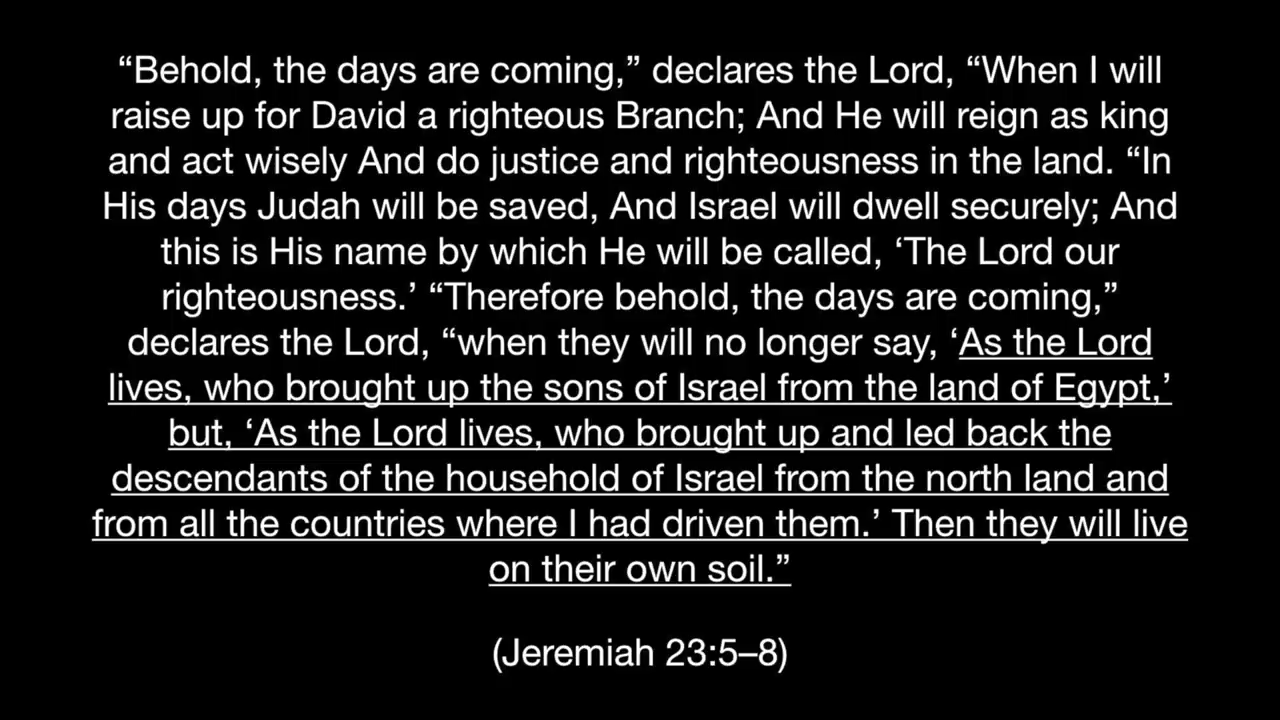 “Behold, the days are coming,” declares the Lord, “When I will
raise up for David a righteous Branch; And He will reign as king
and act wisely And do justice and righteousness in the land. “In
His days Judah will be saved, And Israel will dwell securely; And
this is His name by which He will be called, ‘The Lord our
righteousness.’ “Therefore behold, the days are coming,”
declares the Lord, “when they will no longer say, ‘As the Lord
lives, who brought up the sons of Israel from the land of Egypt,’
but, ‘As the Lord lives, who brought up and led back the
descendants of the household of Israel from the north land and
from all the countries where I had driven them.’ Then they will live
on their own soil.”
(Jeremiah 23:5–8)